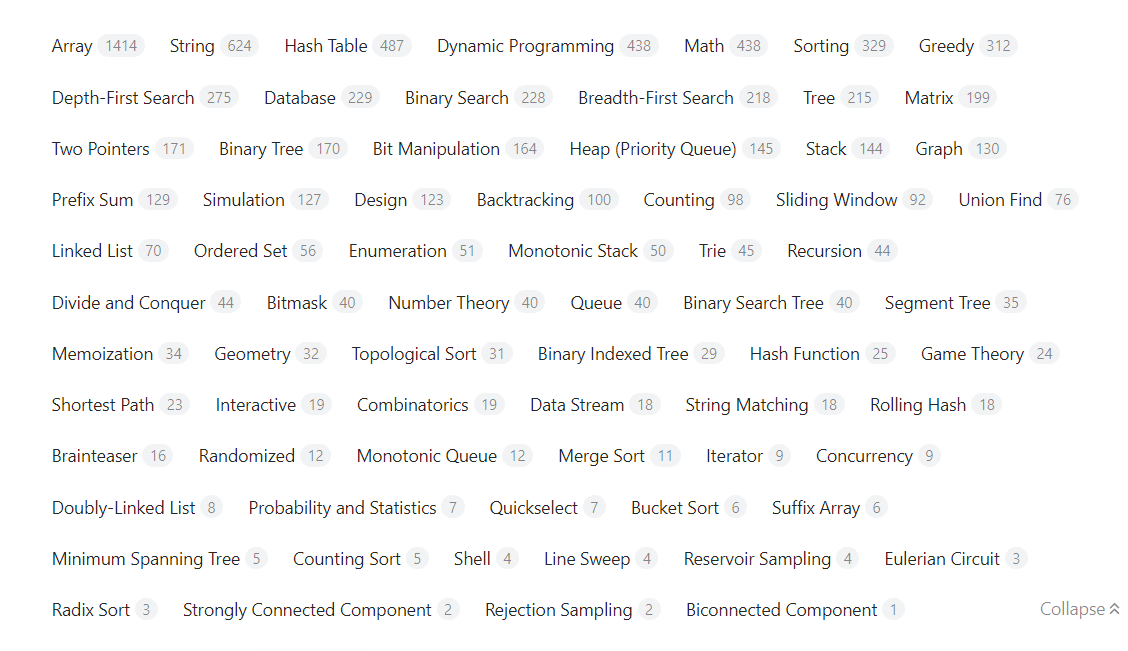 Array 1414 String 624 Hash Table 487 Dynamic Programming 438 Math 438 Sorting 329 Greedy 312
Depth-First Search 275 Database 229 Binary Search 228 Breadth-First Search 218 Tree 215 Matrix 199
Two Pointers 171 Binary Tree 170 Bit Manipulation 164 Heap (Priority Queue) 145 Stack 144 Graph 130
Prefix Sum 129 Simulation 127 Design 123 Backtracking 100 Counting 98 Sliding Window 92 Union Find 76
Linked List 70 Ordered Set 56 Enumeration 51 Monotonic Stack 50 Trie 45 Recursion 44
Divide and Conquer 44 Bitmask 40 Number Theory 40 Queue 40 Binary Search Tree 40 Segment Tree 35
Memoization 34 Geometry 32 Topological Sort 31 Binary Indexed Tree 29 Hash Function 25 Game Theory 24
Shortest Path 23 Interactive 19 Combinatorics 19 Data Stream 18 String Matching 18 Rolling Hash 18
Brainteaser 16 Randomized 12 Monotonic Queue 12 Merge Sort 11 Iterator 9 Concurrency 9
Doubly-Linked List 8 Probability and Statistics 7 Quickselect 7 Bucket Sort 6 Suffix Array 6
Minimum Spanning Tree 5 Counting Sort 5 Shell 4 Line Sweep 4 Reservoir Sampling 4 Eulerian Circuit 3
Radix Sort 3 Strongly Connected Component 2 Rejection Sampling 2 Biconnected Component 1 Collapse